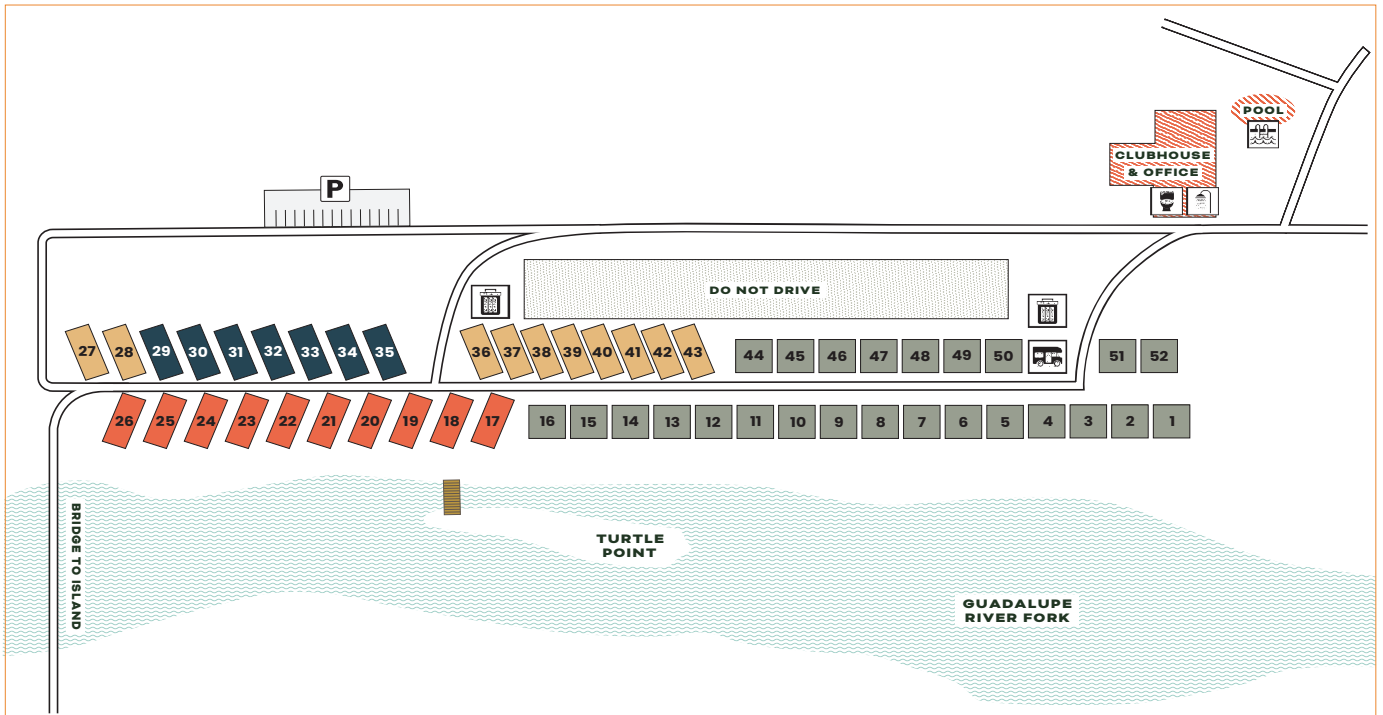 POOL
CLUBHOUSE
& OFFICE
P
DO NOT DRIVE
27 28 29 30 31 32 33 34 35 36 37 38 39 40 41 42 43 44 45 46 47 48 49 50 51 52
26 25 24 23 22 21 20 19 18 17 16 15 14 13 12 11 10 9 8 7 6 5 4 3 2 1
BRIDGE TO ISLAND
TURTLE
POINT
GUADALUPE
RIVER FORK